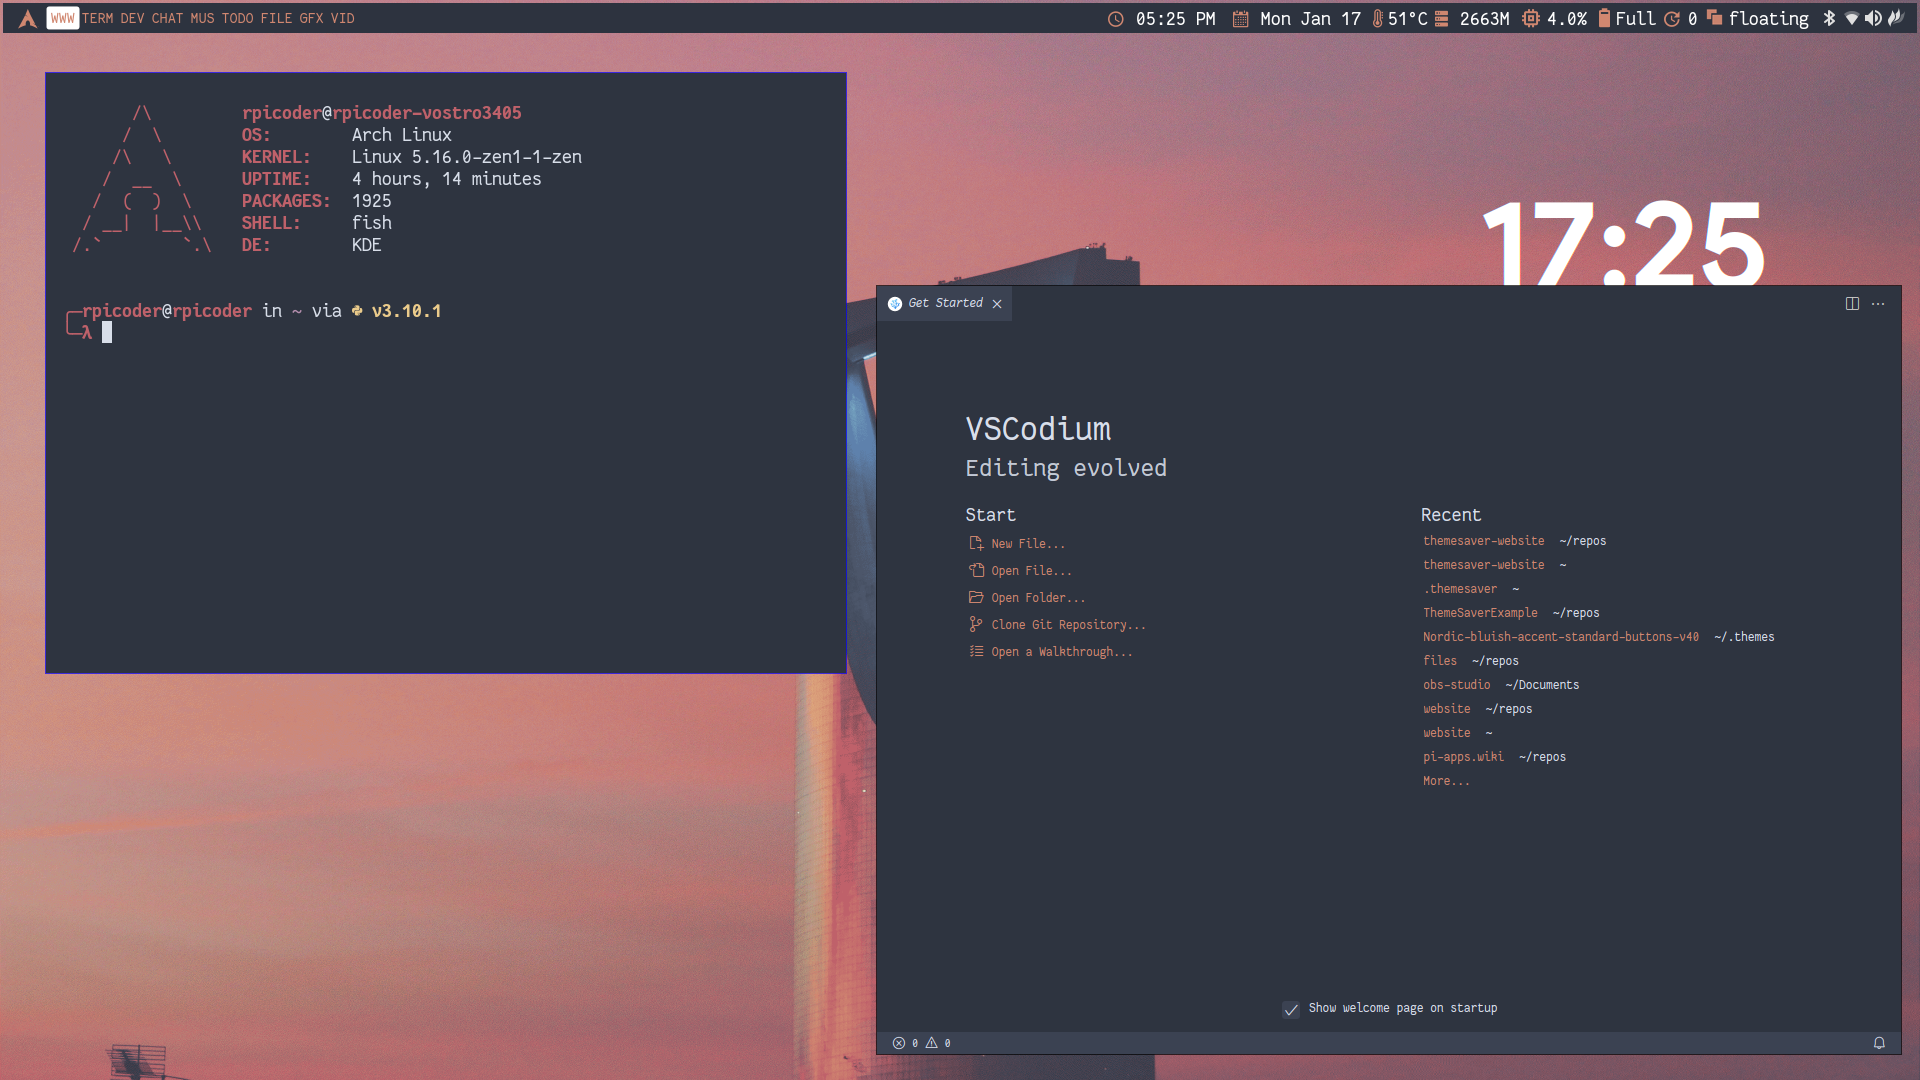 WWW TERM DEV CHAT MUS TODO FILE GFX VID 05:25 PM Mon Jan 17 51°C 2663M 4.0% Full 0 floating
rpicoder@rpicoder-vostro3405
OS: Arch Linux
KERNEL: Linux 5.16.0-zen1-1-zen
UPTIME: 4 hours, 14 minutes
PACKAGES: 1925
SHELL: fish
DE: KDE
rpicoder@rpicoder in ~ via v3.10.1
λ
17:25
Get Started
VSCodium
Editing evolved
Start
New File...
Open File...
Open Folder...
Clone Git Repository...
Open a Walkthrough...
Recent
themesaver-website ~/repos
themesaver-website ~
.themesaver ~
ThemeSaverExample ~/repos
Nordic-bluish-accent-standard-buttons-v40 ~/.themes
files ~/repos
obs-studio ~/Documents
website ~/repos
website ~
pi-apps.wiki ~/repos
More...
Show welcome page on startup
0 0